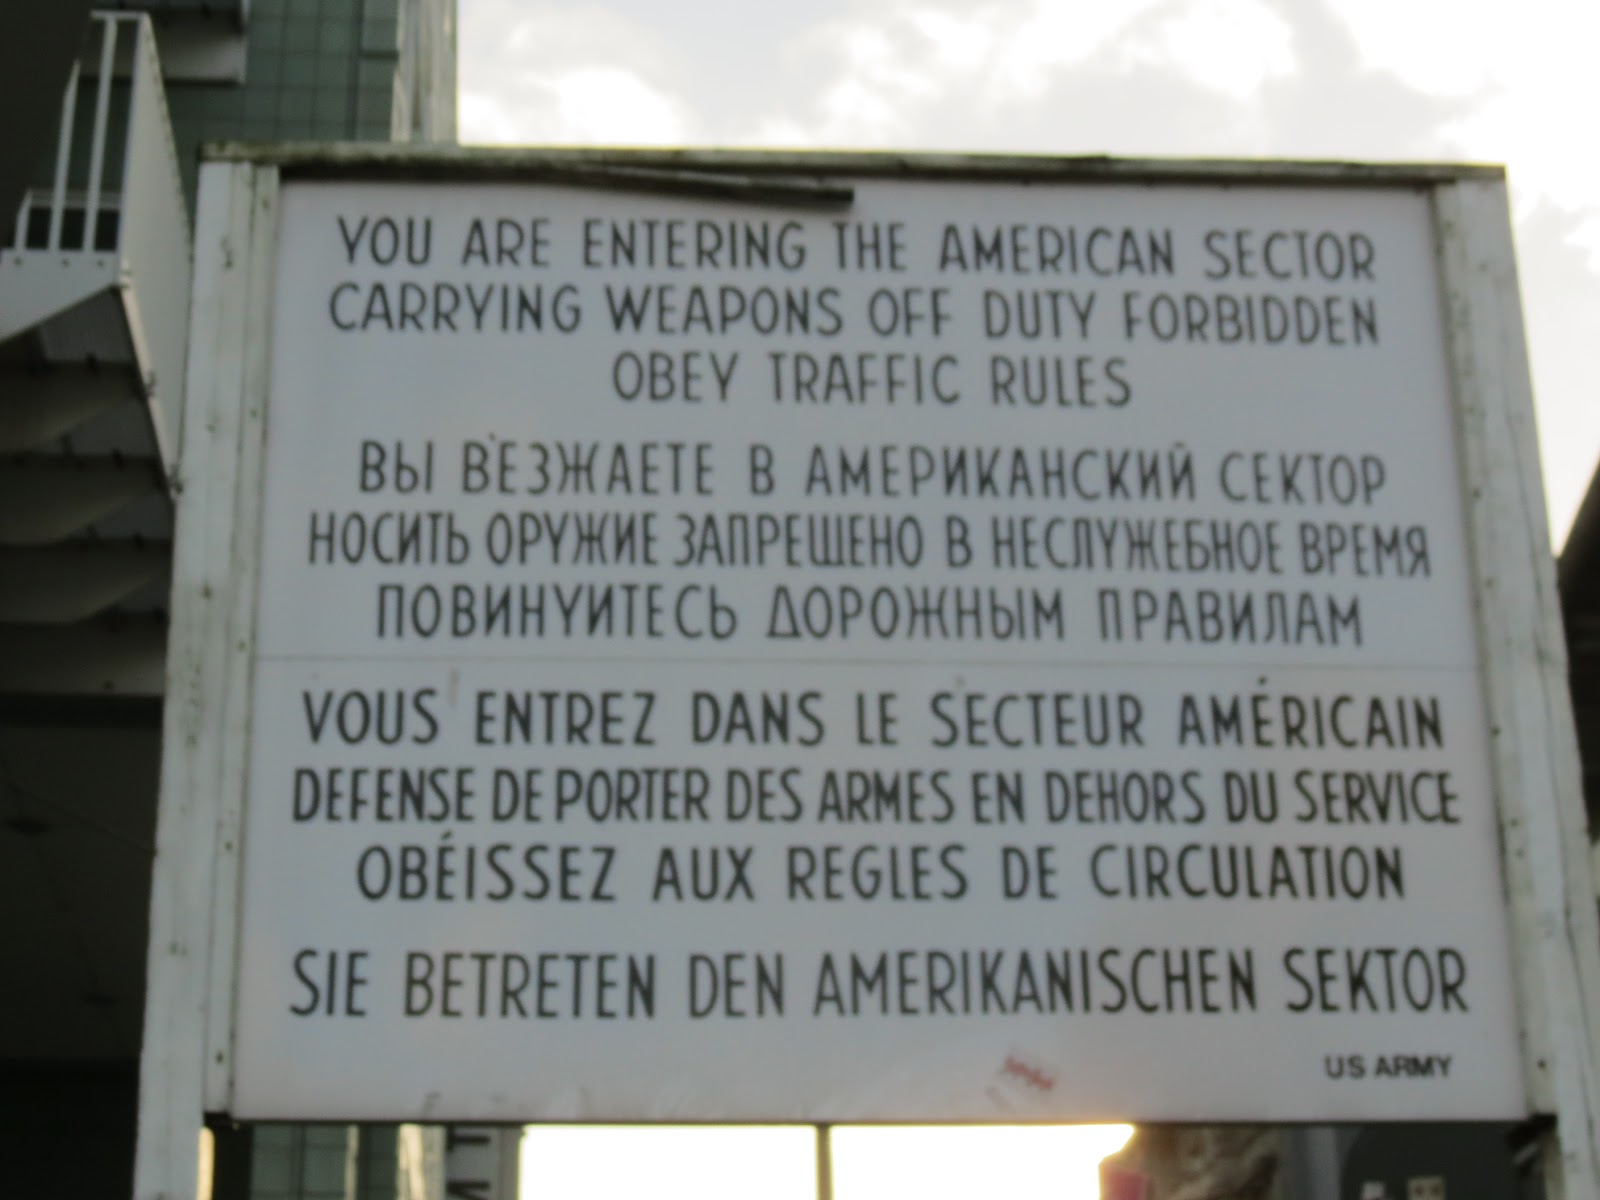 YOU ARE ENTERING THE AMERICAN SECTOR
CARRYING WEAPONS OFF DUTY FORBIDDEN
OBEY TRAFFIC RULES
ВЫ В'ЕЗЖАЕТЕ В АМЕРИКАНСКИЙ СЕКТОР
НОСИТЬ ОРУЖИЕ ЗАПРЕЩЕНО В НЕСЛУЖЕБНОЕ ВРЕМЯ
ПОВИНУИТЕСЬ ДОРОЖНЫМ ПРАВИЛАМ
VOUS ENTREZ DANS LE SECTEUR AMÉRICAIN
DEFENSE DE PORTER DES ARMES EN DEHORS DU SERVICE
OBÉISSEZ AUX REGLES DE CIRCULATION
SIE BETRETEN DEN AMERIKANISCHEN SEKTOR
US ARMY